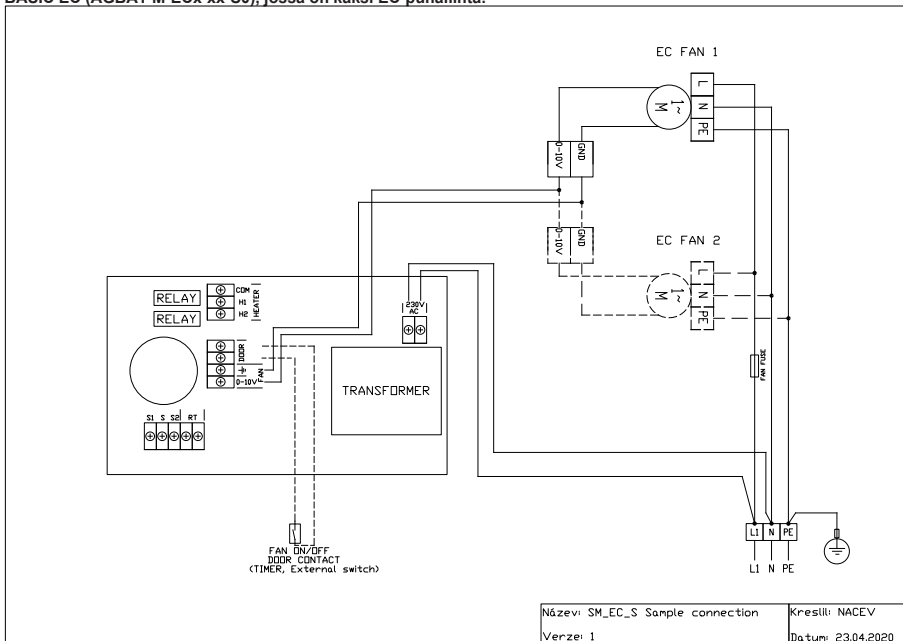 BASIC EC (AGBAT-M-ECx-xx-S0), jossa on kaksi EC-puhallinta.
EC FAN 1
L
N
PE
M
1~
0-10V
GND
EC FAN 2
0-10V
GND
M
1~
L
N
PE
RELAY
RELAY
COM
H1
H2
HEATER
230V
AC
DOOR
0-10V
FAN
TRANSFORMER
FAN FUSE
S1 S S2 RT
FAN ON/OFF
DOOR CONTACT
(TIMER, External switch)
L1 N PE
L1 N PE
Název: SM_EC_S Sample connection
Kreslil: NACEV
Verze: 1
Datum: 23.04.2020